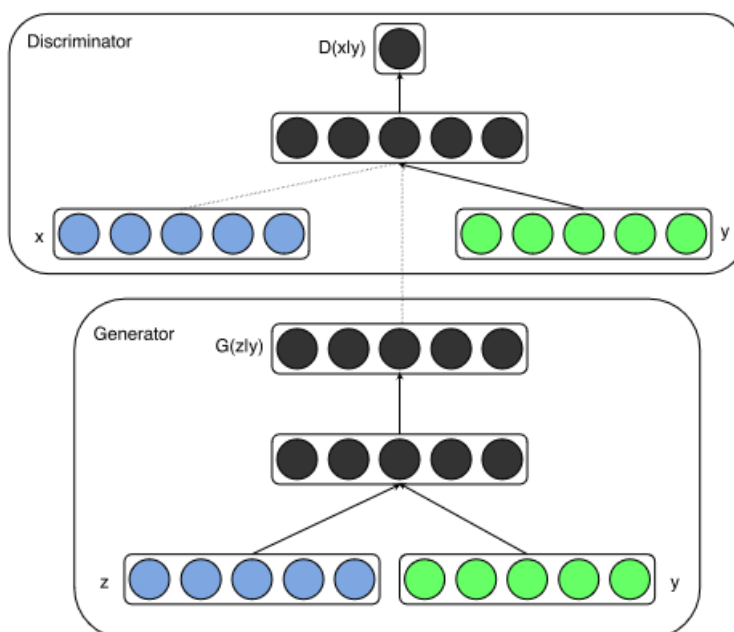 Discriminator
D(x|y)
x
y
Generator
G(z|y)
z
y